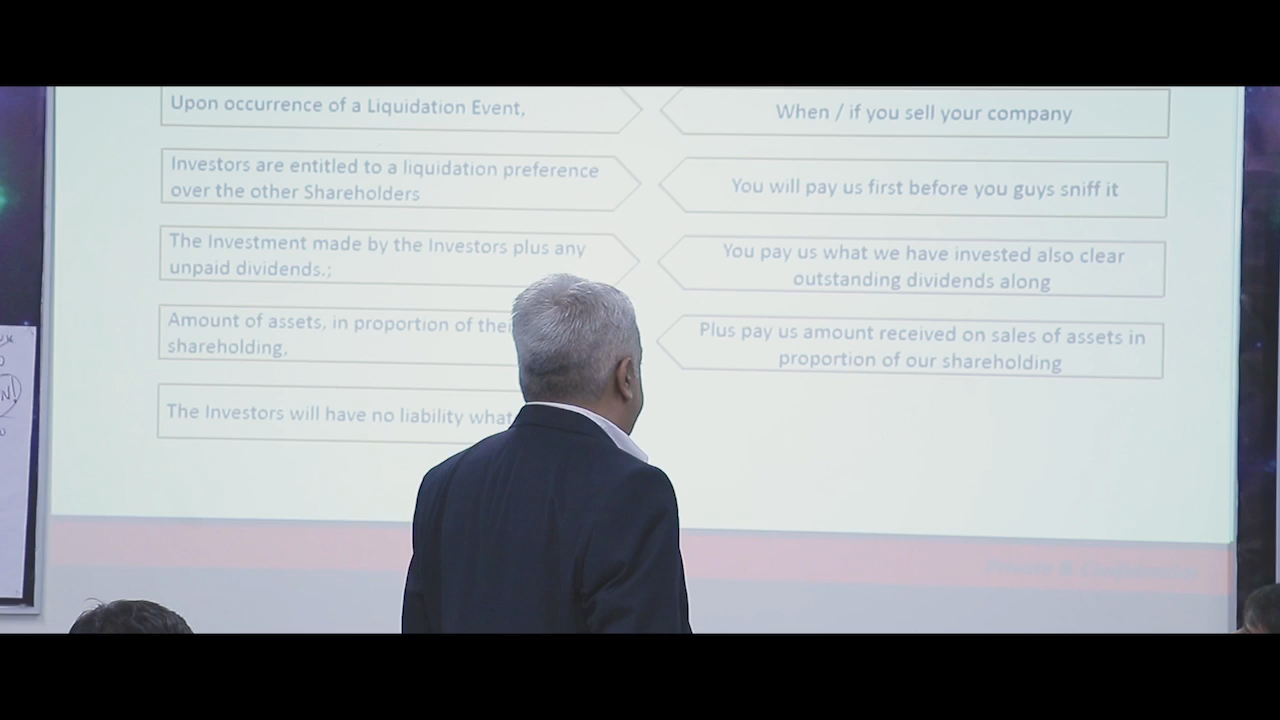 Upon occurrence of a Liquidation Event,
When / if you sell your company
Investors are entitled to a liquidation preference
over the other Shareholders
You will pay us first before you guys sniff it
The Investment made by the Investors plus any
unpaid dividends.;
You pay us what we have invested also clear
outstanding dividends along
Amount of assets, in proportion of thei
shareholding,
Plus pay us amount received on sales of assets in
proportion of our shareholding
The Investors will have no liability what
Private & Confidential